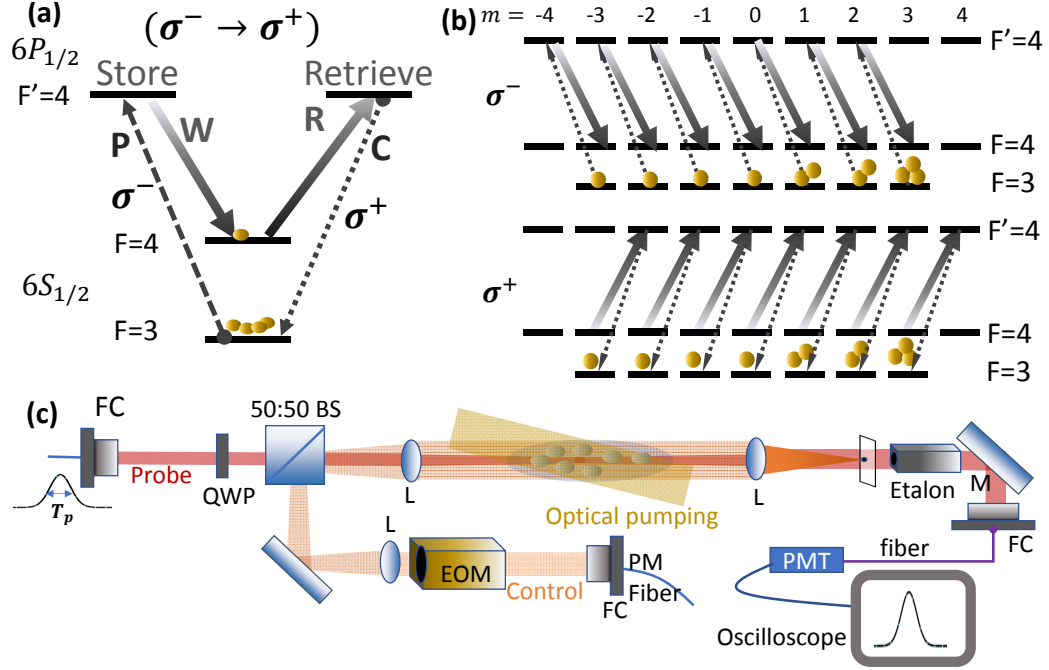 (a)
(σ⁻ → σ⁺)
6P₁/₂
Store
Retrieve
F'=4
P
W
R
C
σ⁻
σ⁺
F=4
6S₁/₂
F=3
(b)
m = -4 -3 -2 -1 0 1 2 3 4
F'=4
σ⁻
F=4
F=3
F'=4
σ⁺
F=4
F=3
(c)
FC
50:50 BS
Probe
QWP
L
L
Etalon
M
Tₚ
Optical pumping
L
EOM
Control
PM
Fiber
FC
PMT
fiber
FC
Oscilloscope